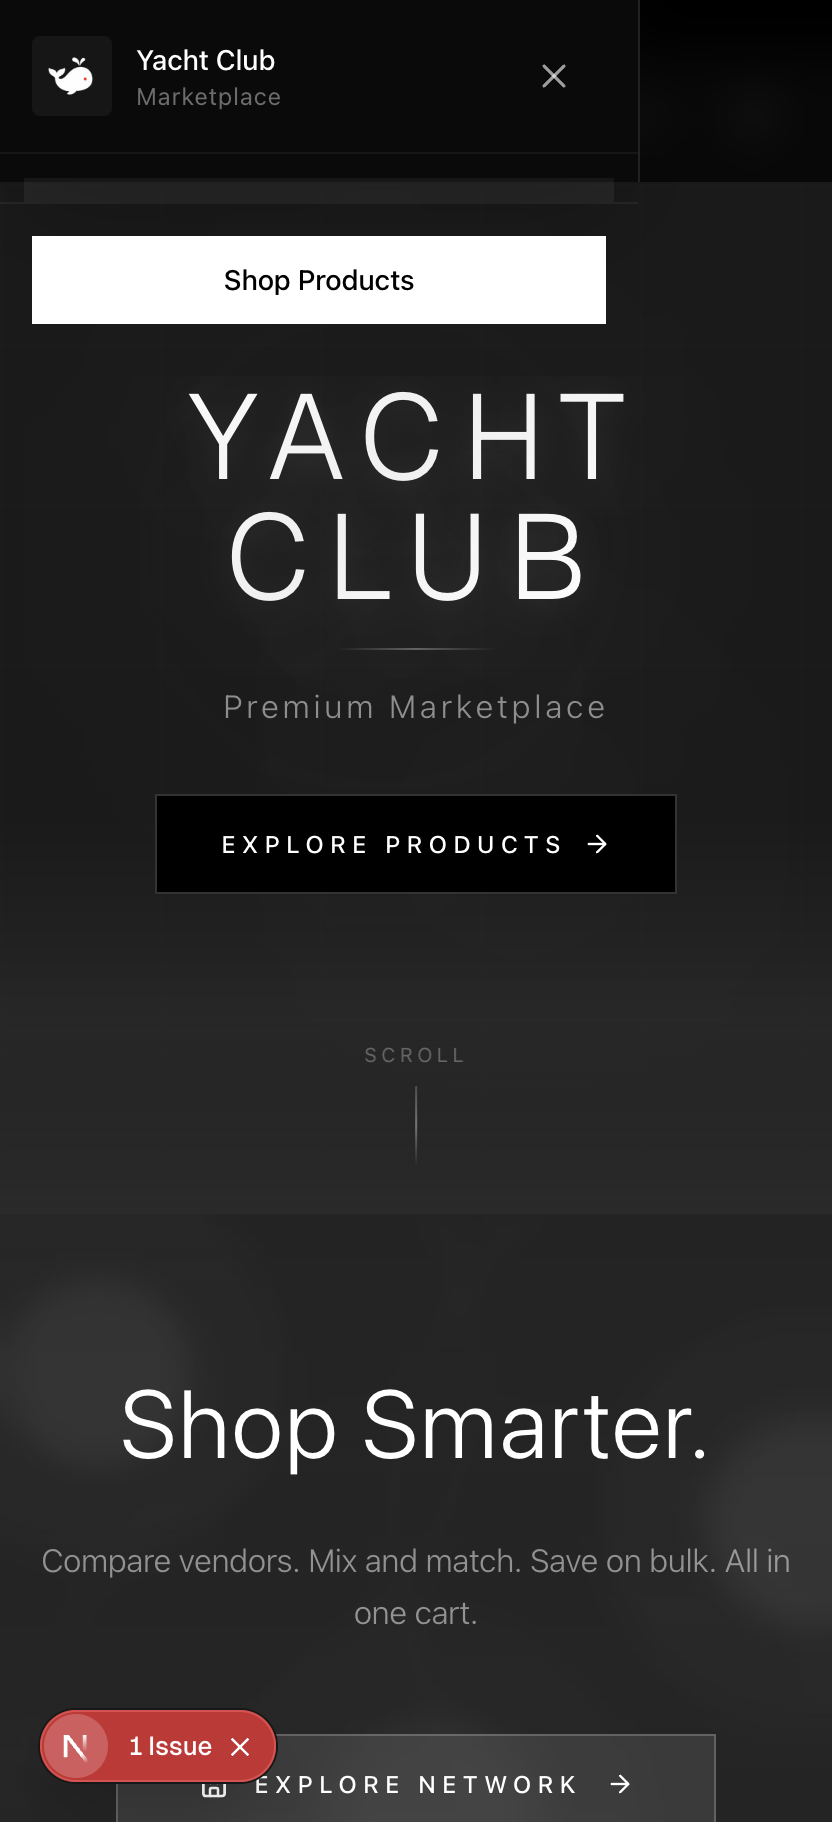 Yacht Club
Marketplace
Shop Products
YACHT
CLUB
Premium Marketplace
EXPLORE PRODUCTS
SCROLL
Shop Smarter.
Compare vendors. Mix and match. Save on bulk. All in
one cart.
N 1 Issue
EXPLORE NETWORK